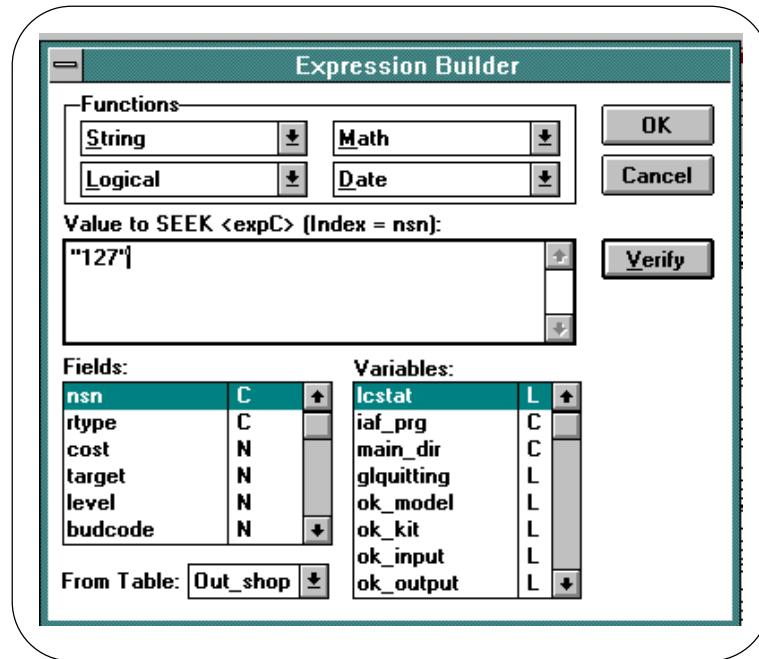 Expression Builder
Functions
String
Math
Logical
Date
OK
Cancel
Value to SEEK <expC> (Index = nsn):
"127"
Verify
Fields:
nsn C
rtype C
cost N
target N
level N
budcode N
From Table: Out_shop
Variables:
lcstat L
iaf_prg C
main_dir C
glquitting L
ok_model L
ok_kit L
ok_input L
ok_output L